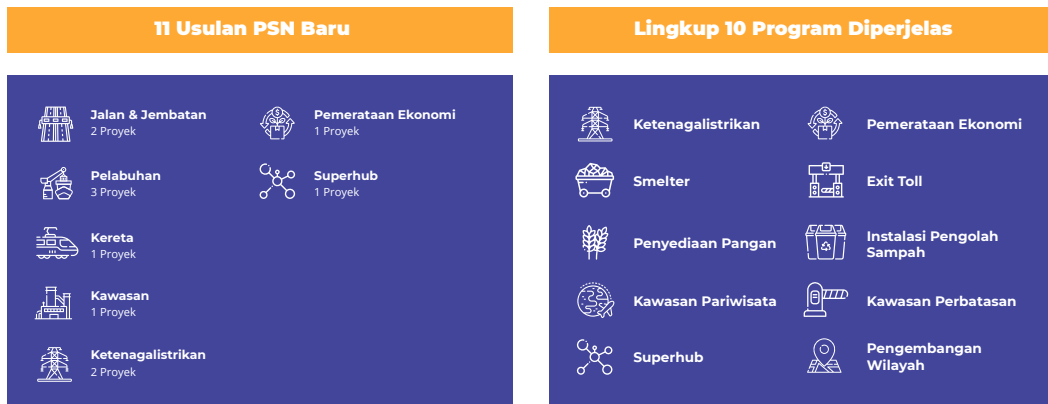 11 Usulan PSN Baru
Jalan & Jembatan
2 Proyek
Pelabuhan
3 Proyek
Kereta
1 Proyek
Kawasan
1 Proyek
Ketenagalistrikan
2 Proyek
Pemerataan Ekonomi
1 Proyek
Superhub
1 Proyek
Lingkup 10 Program Diperjelas
Ketenagalistrikan
Smelter
Penyediaan Pangan
Kawasan Pariwisata
Superhub
Pemerataan Ekonomi
Exit Toll
Instalasi Pengolah
Sampah
Kawasan Perbatasan
Pengembangan
Wilayah